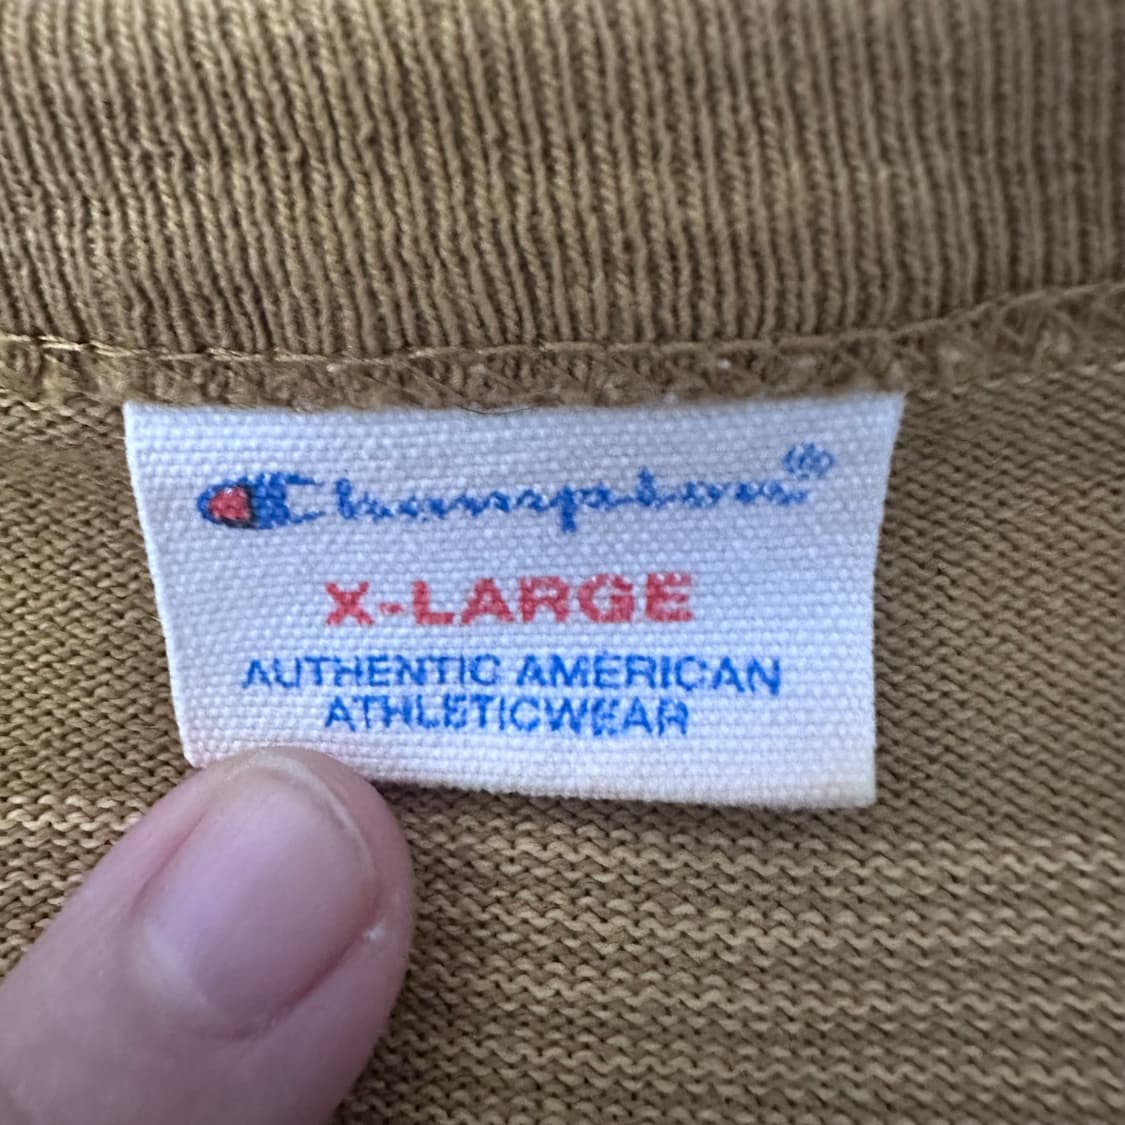 Champion®
X-LARGE
AUTHENTIC AMERICAN
ATHLETICWEAR